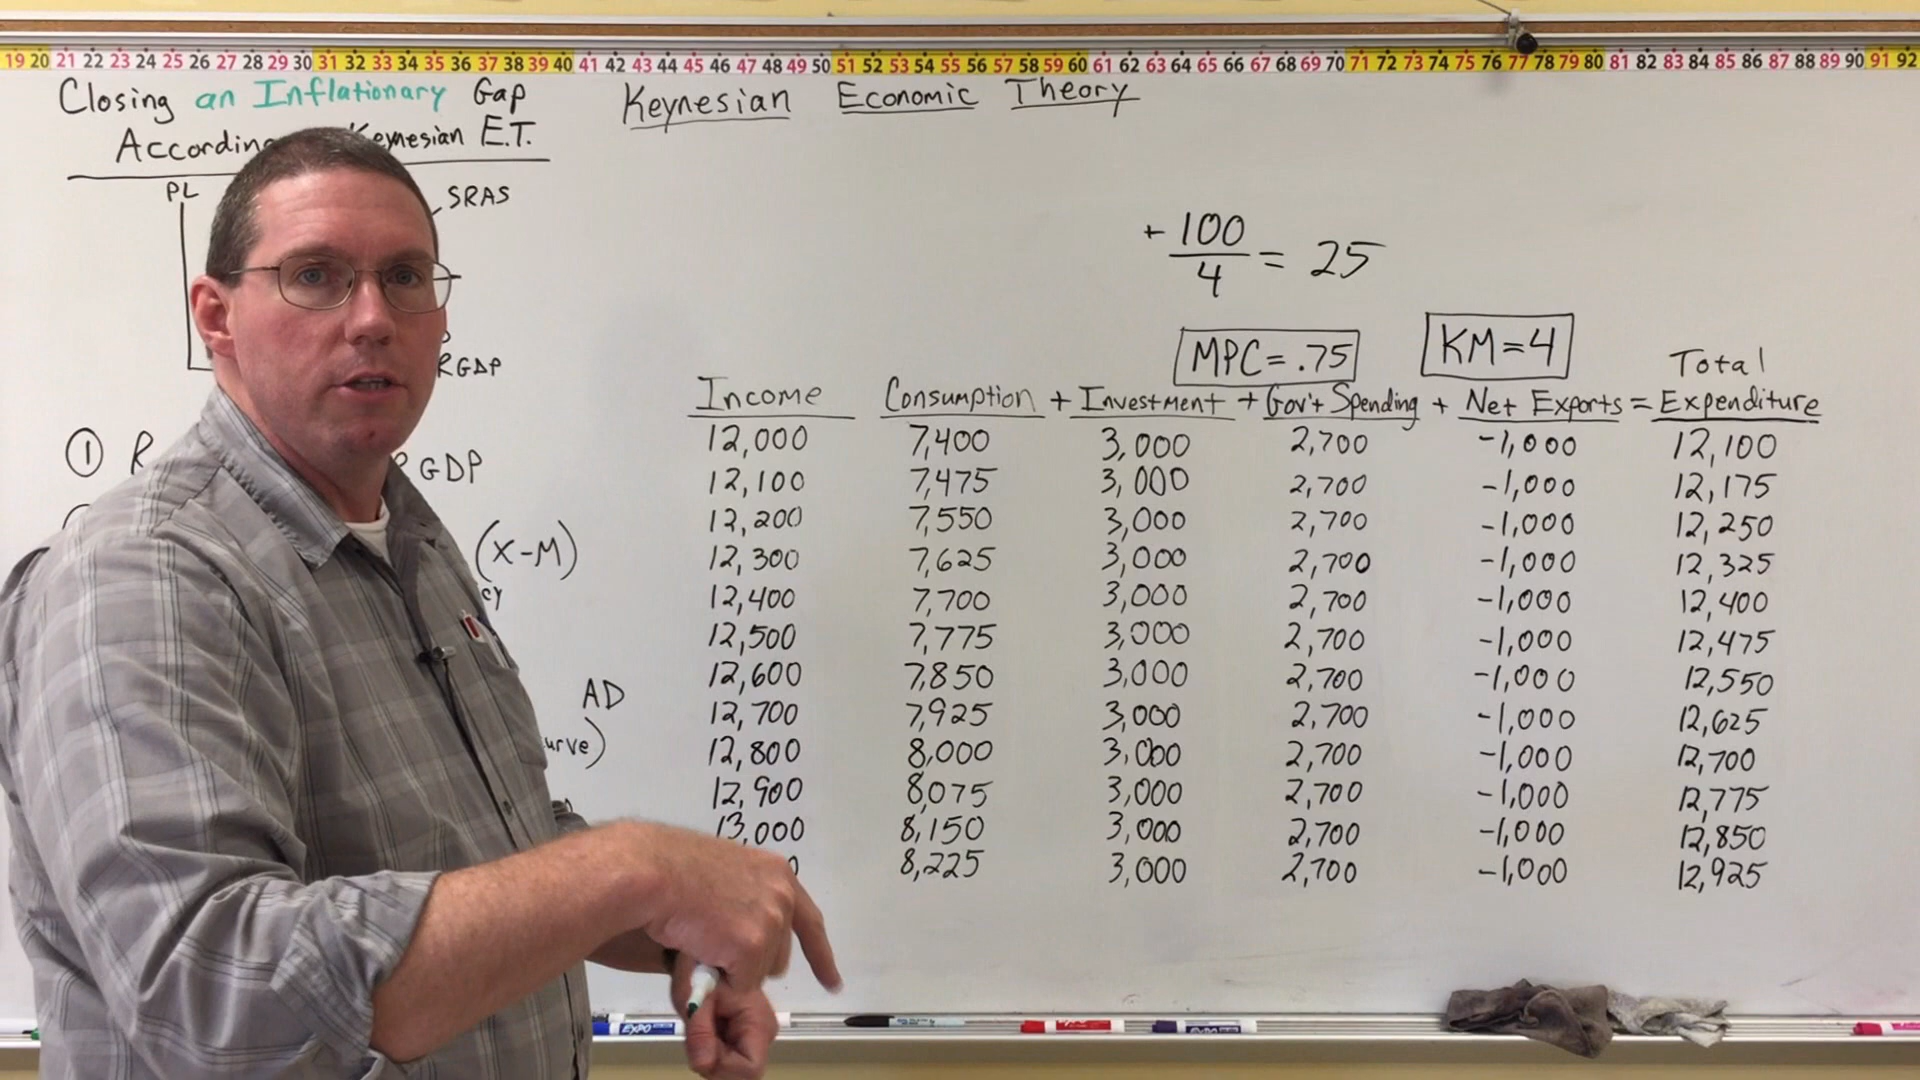 19 20 21 22 23 24 25 26 27 28 29 30 31 32 33 34 35 36 37 38 39 40 41 42 43 44 45 46 47 48 49 50 51 52 53 54 55 56 57 58 59 60 61 62 63 64 65 66 67 68 69 70 71 72 73 74 75 76 77 78 79 80 81 82 83 84 85 86 87 88 89 90 91 92
Closing an Inflationary Gap
According Keynesian E.T.
Keynesian Economic Theory
PL
SRAS
RGDP
① R
RGDP
(X-M)
AD
+100/4 = 25
MPC = .75
KM=4
Total
Income Consumption + Investment + Gov't Spending + Net Exports = Expenditure
12,000 7,400 3,000 2,700 -1,000 12,100
12,100 7,475 3,000 2,700 -1,000 12,175
12,200 7,550 3,000 2,700 -1,000 12,250
12,300 7,625 3,000 2,700 -1,000 12,325
12,400 7,700 3,000 2,700 -1,000 12,400
12,500 7,775 3,000 2,700 -1,000 12,475
12,600 7,850 3,000 2,700 -1,000 12,550
12,700 7,925 3,000 2,700 -1,000 12,625
12,800 8,000 3,000 2,700 -1,000 12,700
12,900 8,075 3,000 2,700 -1,000 12,775
13,000 8,150 3,000 2,700 -1,000 12,850
8,225 3,000 2,700 -1,000 12,925
EXPO